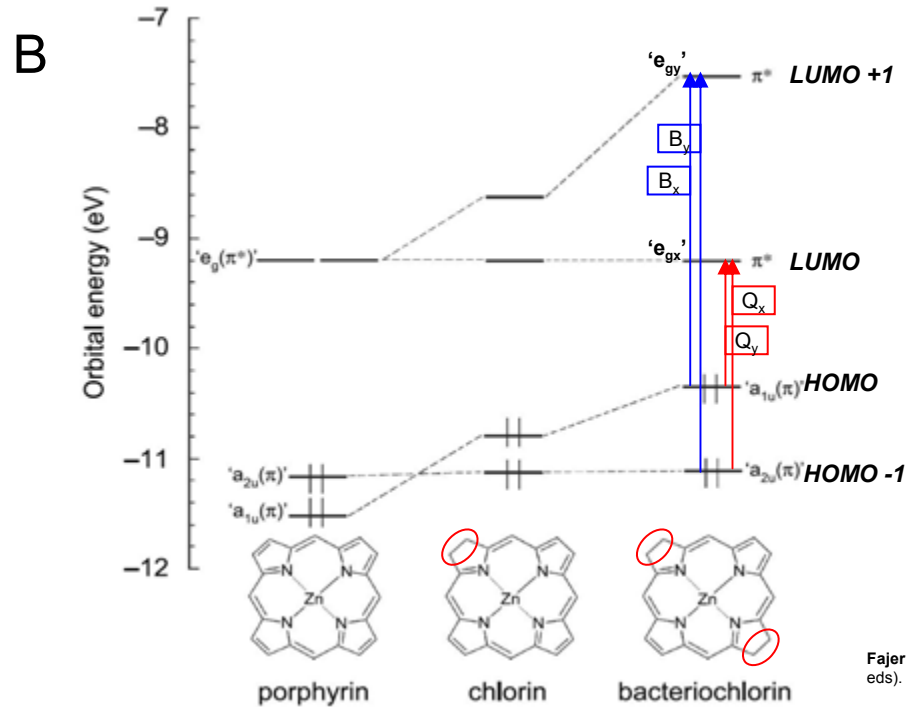 B
−7
−8
−9
−10
−11
−12
Orbital energy (eV)
'e_gy'
π* LUMO +1
B_y
B_x
'e_g(π*)'
'e_gx'
π* LUMO
Q_x
Q_y
'a_1u(π)' HOMO
'a_2u(π)'
'a_1u(π)'
'a_2u(π)' HOMO -1
N N
Zn
N N
N N
Zn
N N
N N
Zn
N N
porphyrin chlorin bacteriochlorin
Fajer
eds).